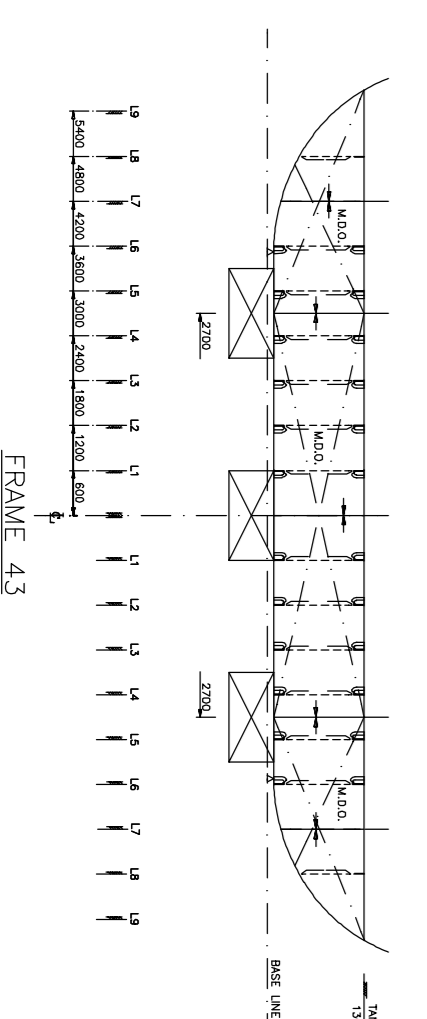 13
M.D.O.
M.D.O.
M.D.O.
BASE LINE
2700
2700
L9 L8 L7 L6 L5 L4 L3 L2 L1 L1 L2 L3 L4 L5 L6 L7 L8 L9
5400 4800 4200 3600 3000 2400 1800 1200 600
FRAME 43